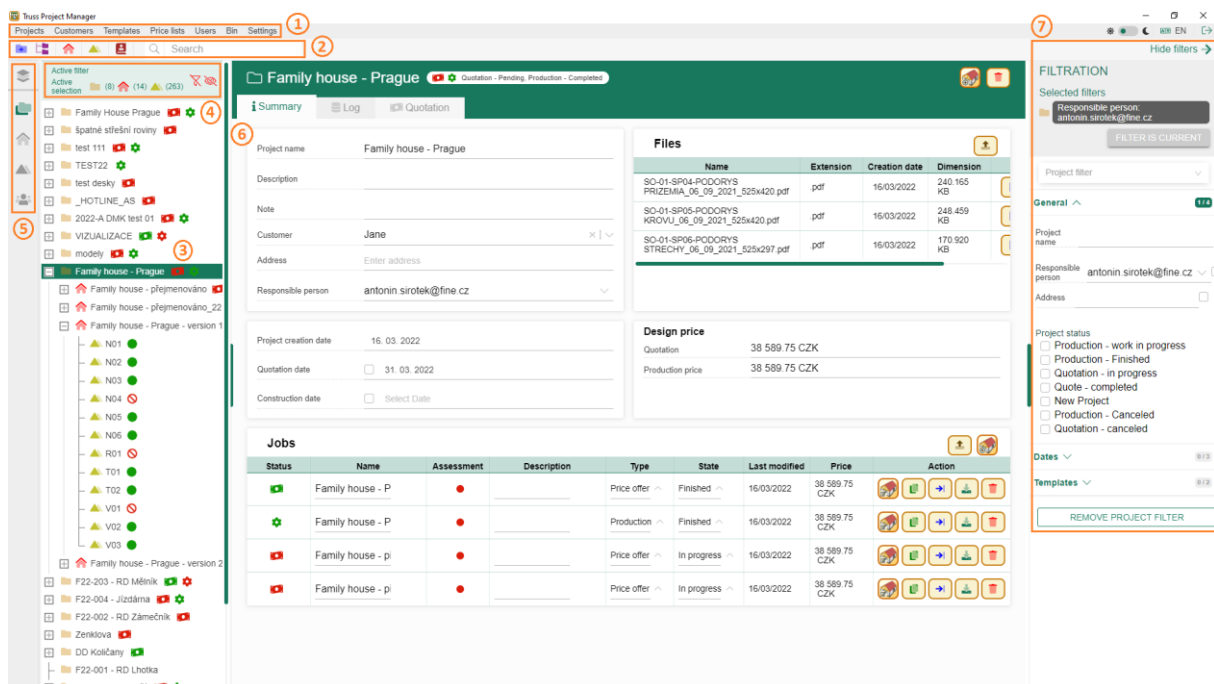 Truss Project Manager
Projects Customers Templates Price lists Users Bin Settings
1
7
EN
2
Search
Hide filters
Active filter
Active selection (8) (14) (263)
4
5
3
Family House Prague
špatné střešní roviny
test 111
TEST22
test desky
_HOTLINE_AS
2022-A DMK test 01
VIZUALIZACE
modely
Family house - Prague
Family house - přejmenováno
Family house - přejmenováno_22
Family house - Prague - version 1
N01
N02
N03
N04
N05
N06
R01
T01
T02
V01
V02
V03
Family house - Prague - version 2
F22-203 - RD Mělník
F22-004 - Jízdárna
F22-002 - RD Zámečník
Zenklova
DD Količany
F22-001 - RD Lhotka
Family house - Prague
Quotation - Pending, Production - Completed
Summary Log Quotation
6
Project name Family house - Prague
Description
Note
Customer Jane
Address Enter address
Responsible person antonin.sirotek@fine.cz
Files
Name Extension Creation date Dimension
SO-01-SP04-PODORYS PRIZEMIA_06_09_2021_525x420.pdf .pdf 16/03/2022 240.165 KB
SO-01-SP05-PODORYS KROVU_06_09_2021_525x420.pdf .pdf 16/03/2022 248.459 KB
SO-01-SP06-PODORYS STRECHY_06_09_2021_525x297.pdf .pdf 16/03/2022 170.920 KB
Project creation date 16. 03. 2022
Quotation date 31. 03. 2022
Construction date Select Date
Design price
Quotation 38 589.75 CZK
Production price 38 589.75 CZK
Jobs
Status Name Assessment Description Type State Last modified Price Action
Family house - P Price offer Finished 16/03/2022 38 589.75 CZK
Family house - P Production Finished 16/03/2022 38 589.75 CZK
Family house - pi Price offer In progress 16/03/2022 38 589.75 CZK
Family house - pi Price offer In progress 16/03/2022 38 589.75 CZK
FILTRATION
Selected filters
Responsible person:
antonin.sirotek@fine.cz
FILTER IS CURRENT
Project filter
General 1/4
Project name
Responsible person antonin.sirotek@fine.cz
Address
Project status
Production - work in progress
Production - Finished
Quotation - in progress
Quote - completed
New Project
Production - Canceled
Quotation - canceled
Dates 0/3
Templates 0/2
REMOVE PROJECT FILTER